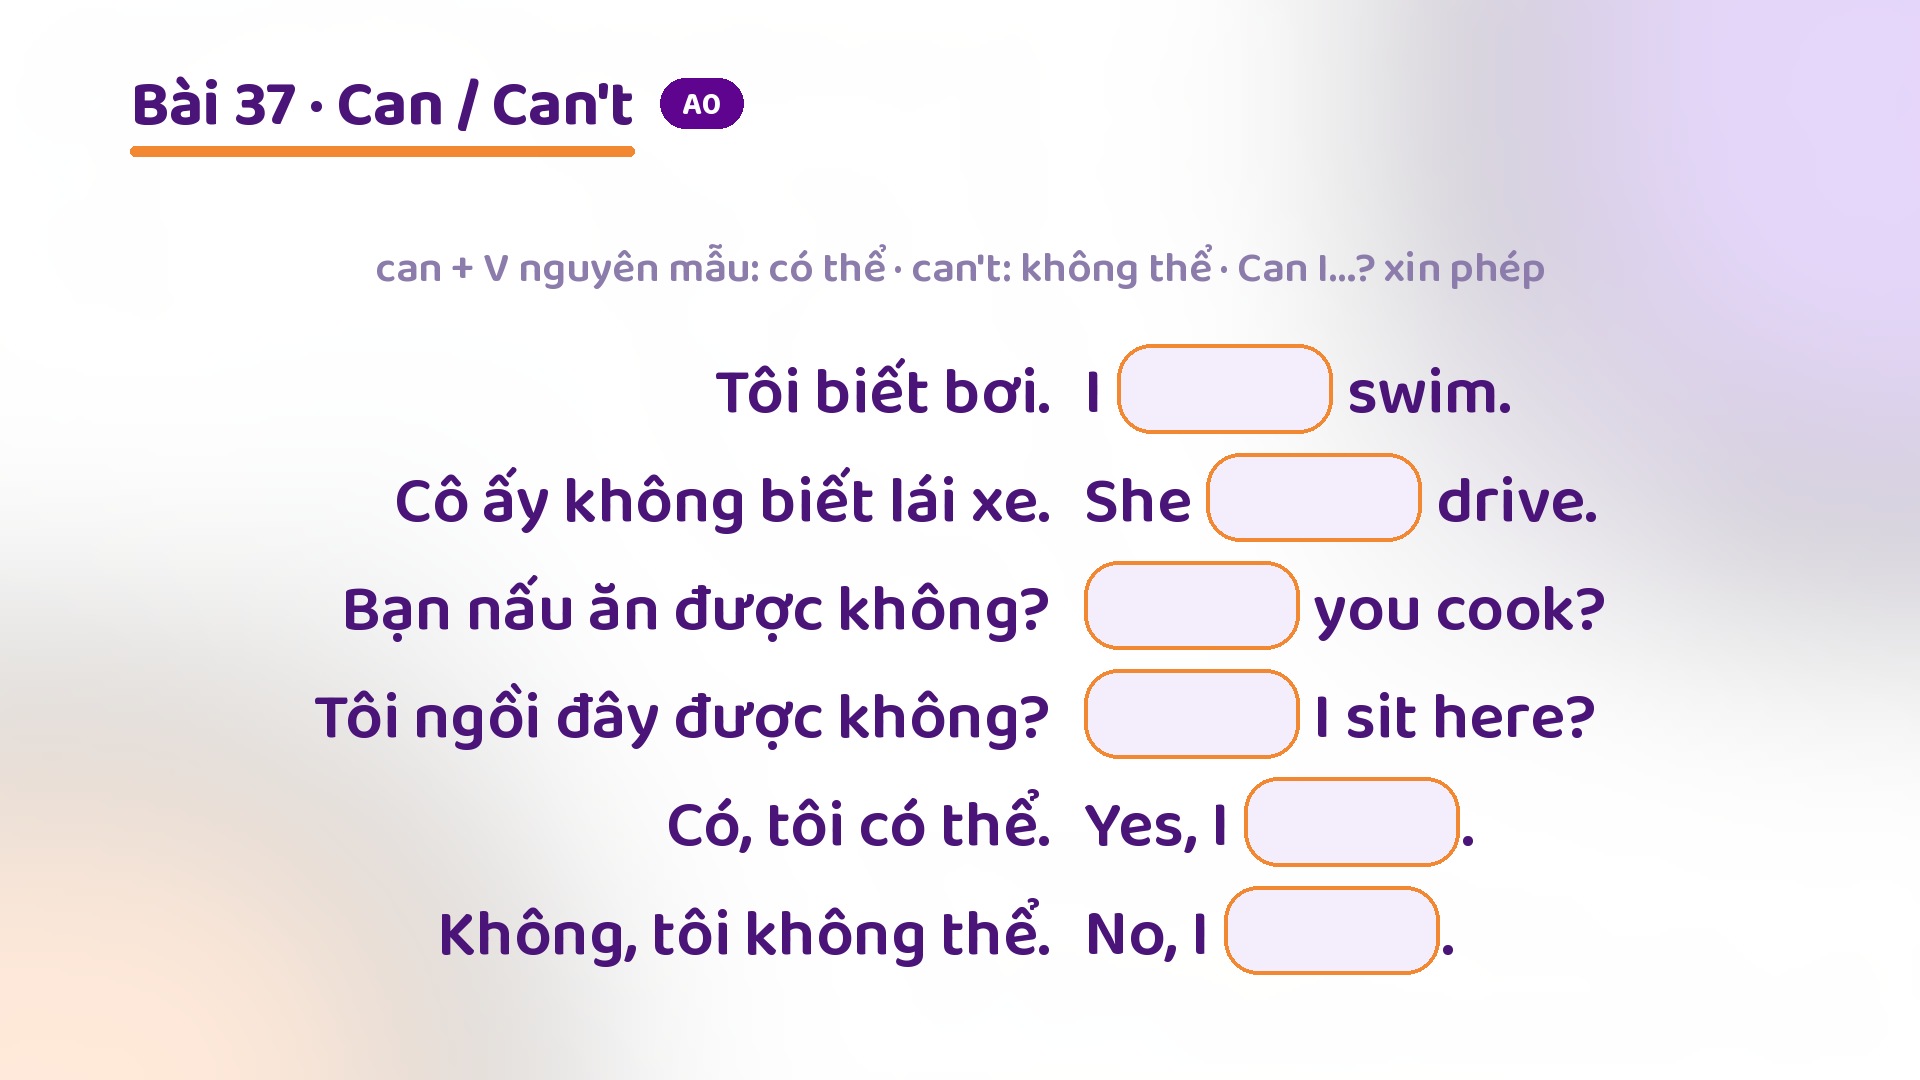 Bài 37 · Can / Can't A0
can + V nguyên mẫu: có thể · can't: không thể · Can I...? xin phép
Tôi biết bơi. I swim.
Cô ấy không biết lái xe. She drive.
Bạn nấu ăn được không? you cook?
Tôi ngồi đây được không? I sit here?
Có, tôi có thể. Yes, I .
Không, tôi không thể. No, I .